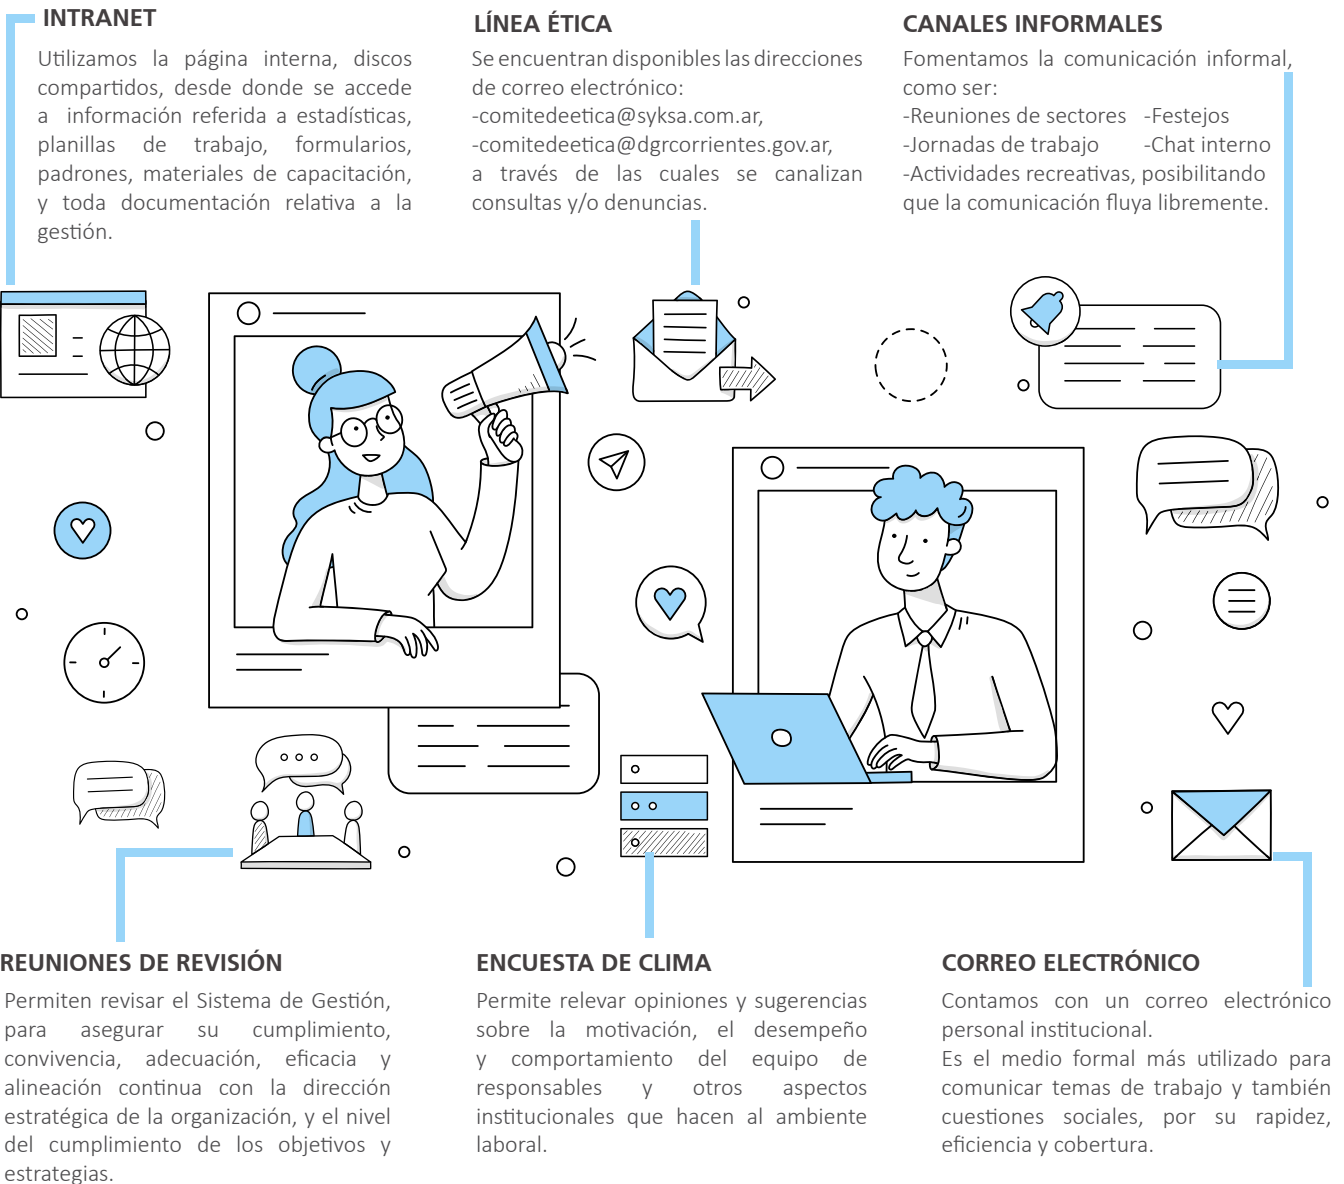 INTRANET
Utilizamos la página interna, discos
compartidos, desde donde se accede
a información referida a estadísticas,
planillas de trabajo, formularios,
padrones, materiales de capacitación,
y toda documentación relativa a la
gestión.
LÍNEA ÉTICA
Se encuentran disponibles las direcciones
de correo electrónico:
-comitedeetica@syksa.com.ar,
-comitedeetica@dgrcorrientes.gov.ar,
a través de las cuales se canalizan
consultas y/o denuncias.
CANALES INFORMALES
Fomentamos la comunicación informal,
como ser:
-Reuniones de sectores -Festejos
-Jornadas de trabajo -Chat interno
-Actividades recreativas, posibilitando
que la comunicación fluya libremente.
REUNIONES DE REVISIÓN
Permiten revisar el Sistema de Gestión,
para asegurar su cumplimiento,
convivencia, adecuación, eficacia y
alineación continua con la dirección
estratégica de la organización, y el nivel
del cumplimiento de los objetivos y
estrategias.
ENCUESTA DE CLIMA
Permite relevar opiniones y sugerencias
sobre la motivación, el desempeño
y comportamiento del equipo de
responsables y otros aspectos
institucionales que hacen al ambiente
laboral.
CORREO ELECTRÓNICO
Contamos con un correo electrónico
personal institucional.
Es el medio formal más utilizado para
comunicar temas de trabajo y también
cuestiones sociales, por su rapidez,
eficiencia y cobertura.